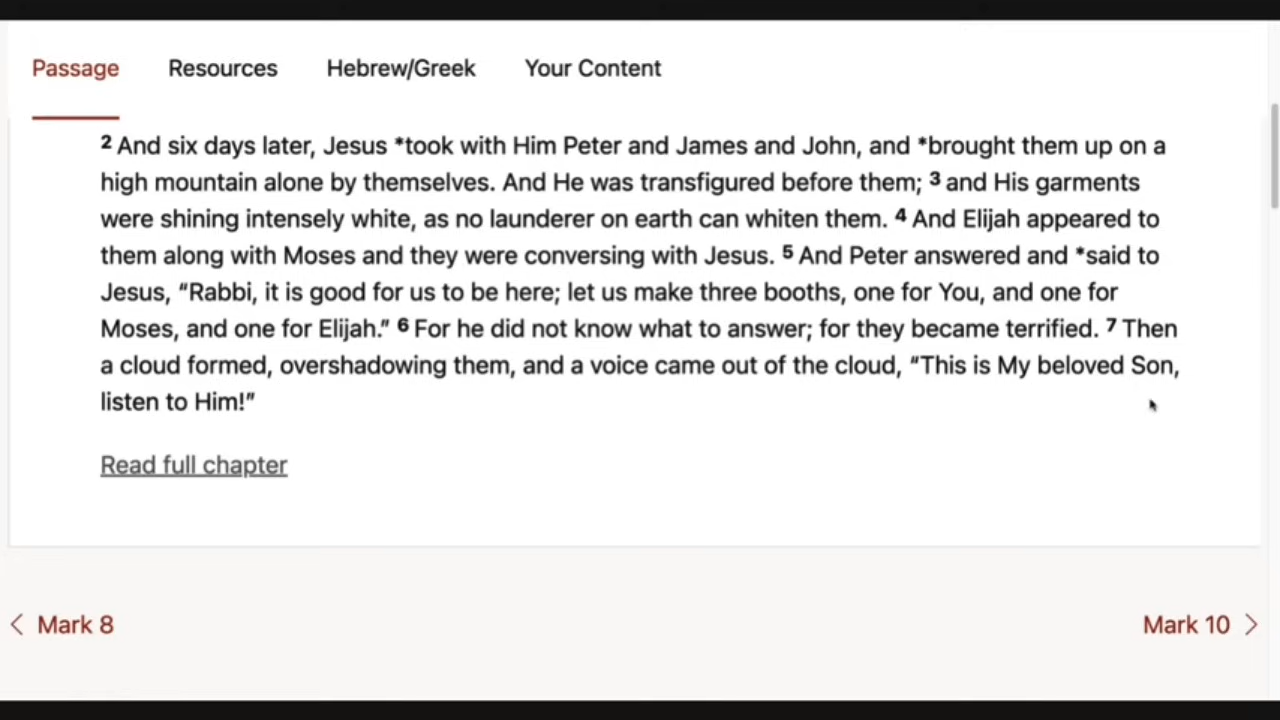 Passage Resources Hebrew/Greek Your Content
2 And six days later, Jesus *took with Him Peter and James and John, and *brought them up on a
high mountain alone by themselves. And He was transfigured before them; 3 and His garments
were shining intensely white, as no launderer on earth can whiten them. 4 And Elijah appeared to
them along with Moses and they were conversing with Jesus. 5 And Peter answered and *said to
Jesus, “Rabbi, it is good for us to be here; let us make three booths, one for You, and one for
Moses, and one for Elijah.” 6 For he did not know what to answer; for they became terrified. 7 Then
a cloud formed, overshadowing them, and a voice came out of the cloud, “This is My beloved Son,
listen to Him!”
Read full chapter
Mark 8 Mark 10